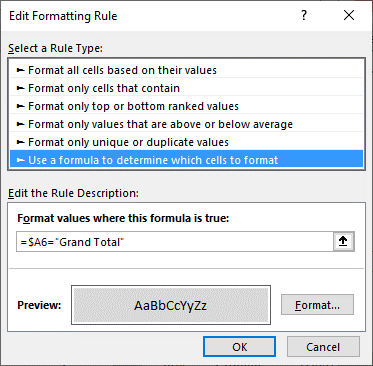 Edit Formatting Rule
?
Select a Rule Type:
► Format all cells based on their values
► Format only cells that contain
► Format only top or bottom ranked values
► Format only values that are above or below average
► Format only unique or duplicate values
► Use a formula to determine which cells to format
Edit the Rule Description:
Format values where this formula is true:
=$A6="Grand Total"
Preview:
AaBbCcYyZz
Format...
OK
Cancel